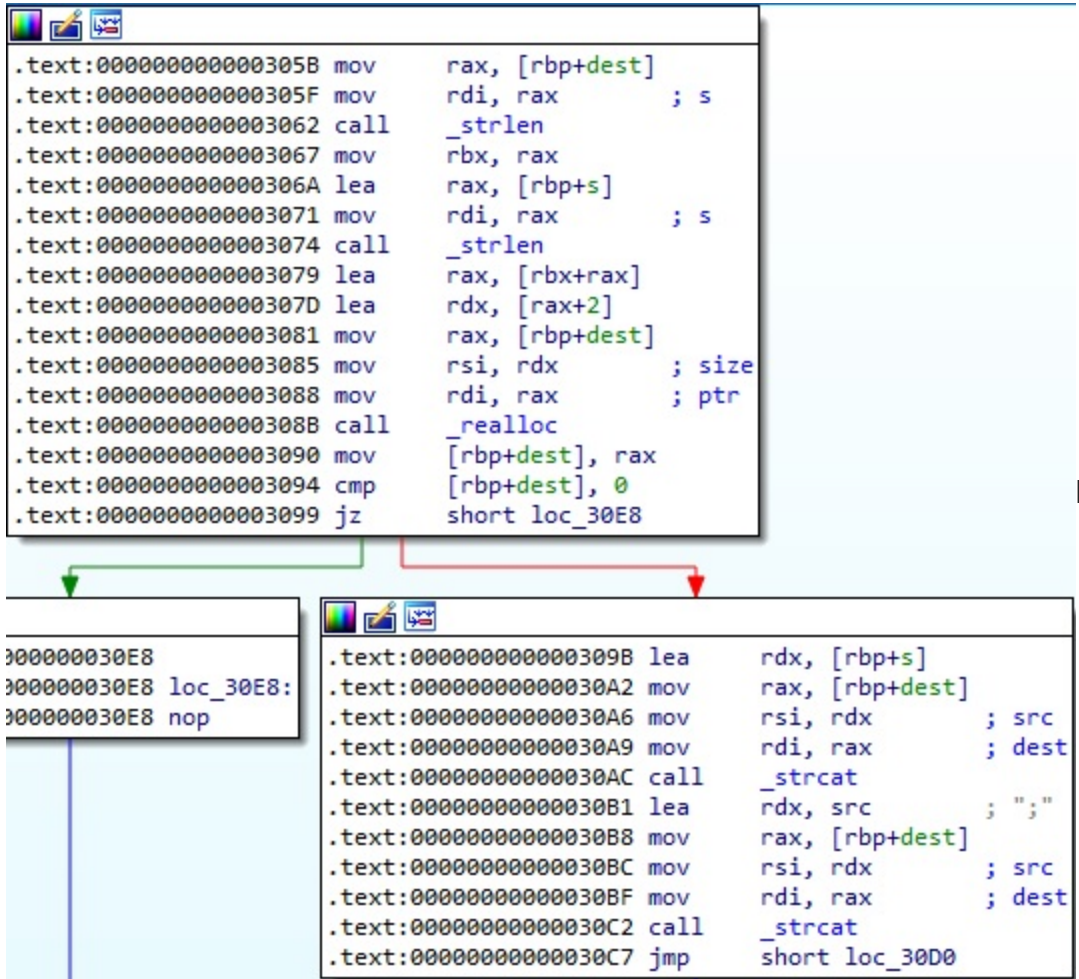 .text:000000000000305B mov rax, [rbp+dest]
.text:000000000000305F mov rdi, rax ; s
.text:0000000000003062 call _strlen
.text:0000000000003067 mov rbx, rax
.text:000000000000306A lea rax, [rbp+s]
.text:0000000000003071 mov rdi, rax ; s
.text:0000000000003074 call _strlen
.text:0000000000003079 lea rax, [rbx+rax]
.text:000000000000307D lea rdx, [rax+2]
.text:0000000000003081 mov rax, [rbp+dest]
.text:0000000000003085 mov rsi, rdx ; size
.text:0000000000003088 mov rdi, rax ; ptr
.text:000000000000308B call _realloc
.text:0000000000003090 mov [rbp+dest], rax
.text:0000000000003094 cmp [rbp+dest], 0
.text:0000000000003099 jz short loc_30E8
000000030E8
000000030E8 loc_30E8:
000000030E8 nop
.text:000000000000309B lea rdx, [rbp+s]
.text:00000000000030A2 mov rax, [rbp+dest]
.text:00000000000030A6 mov rsi, rdx ; src
.text:00000000000030A9 mov rdi, rax ; dest
.text:00000000000030AC call _strcat
.text:00000000000030B1 lea rdx, src ; ";"
.text:00000000000030B8 mov rax, [rbp+dest]
.text:00000000000030BC mov rsi, rdx ; src
.text:00000000000030BF mov rdi, rax ; dest
.text:00000000000030C2 call _strcat
.text:00000000000030C7 jmp short loc_30D0